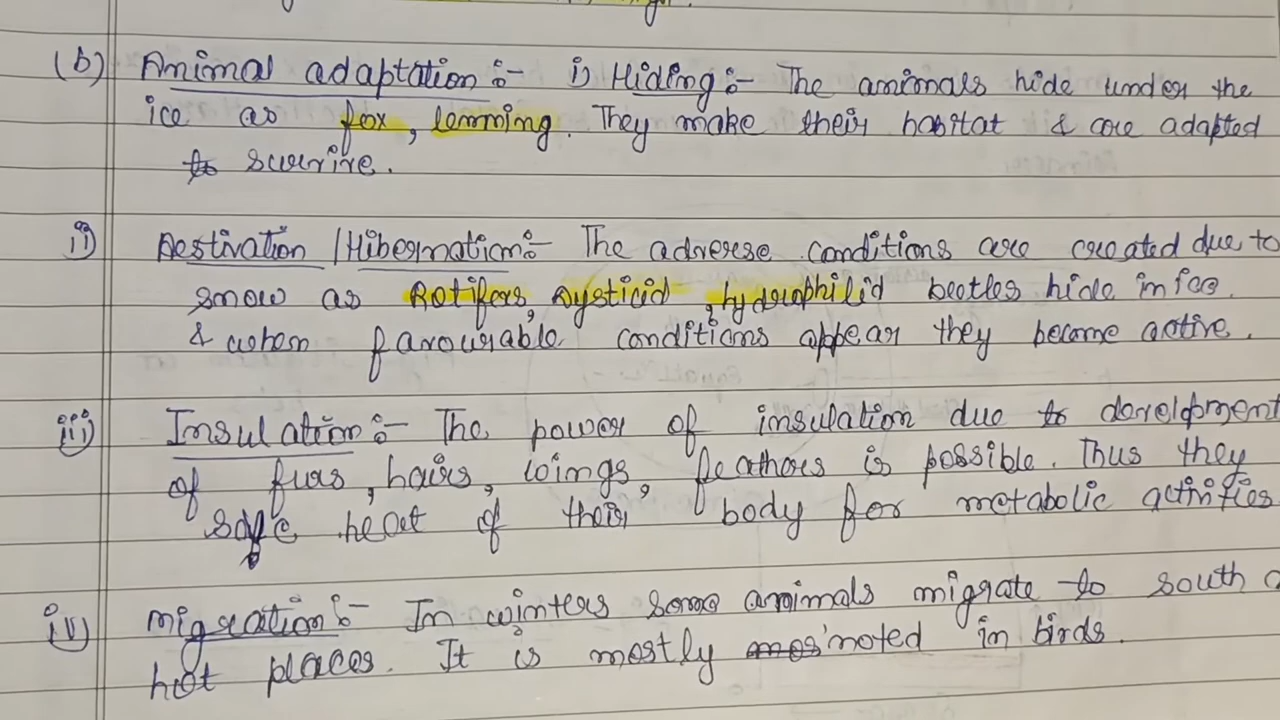 (b) Animal adaptation :- i) Hiding :- The animals hide under the
ice as fox, lemming. They make their habitat & are adapted
to survive.
ii) Aestivation / Hibernation :- The adverse conditions are created due to
snow as Rotifers, Dysticid, hydrophilid beetles hide in ice.
& when favourable conditions appear they become active.
iii) Insulation :- The power of insulation due to development
of furs, hairs, wings, feathers is possible. Thus they
safe heat of their body for metabolic activities
iv) Migration :- In winters some animals migrate to south
hot places. It is mostly noted in birds.